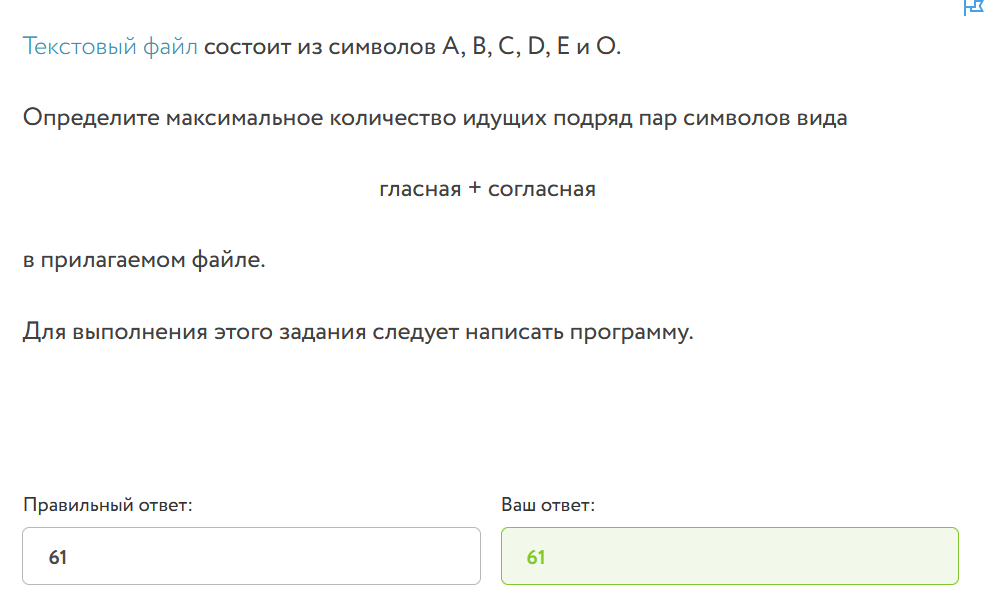 Текстовый файл состоит из символов A, B, C, D, E и O.
Определите максимальное количество идущих подряд пар символов вида
гласная + согласная
в прилагаемом файле.
Для выполнения этого задания следует написать программу.
Правильный ответ: Ваш ответ:
61 61